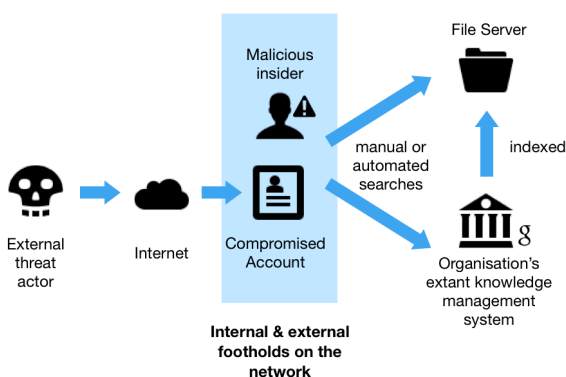 File Server
Malicious
insider
manual or
automated
searches
indexed
g
External
threat
actor
Internet
Compromised
Account
Organisation's
extant knowledge
management
system
Internal & external
footholds on the
network